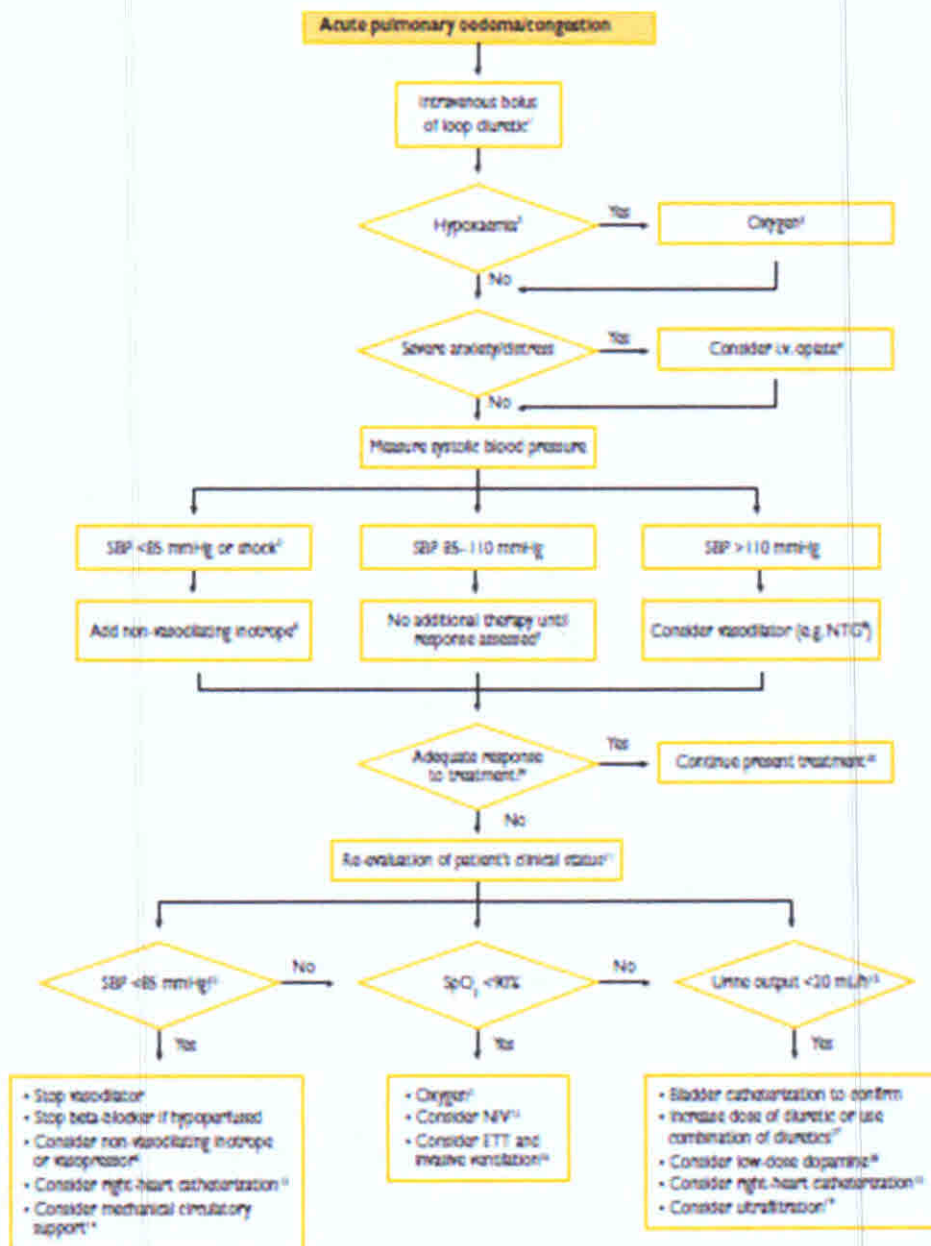 Acute pulmonary oedema/congestion
Intravenous bolus
of loop diuretic
Hypoxaemia
Yes
Oxygen
No
Severe anxiety/distress
Yes
Consider i.v. opiate
No
Measure systolic blood pressure
SBP <85 mmHg or shock
SBP 85–110 mmHg
SBP >110 mmHg
Add non-vasodilating inotrope
No additional therapy until
response assessed
Consider vasodilator (e.g. NTG)
Adequate response
to treatment?
Yes
Continue present treatment
No
Re-evaluation of patient's clinical status
SBP <85 mmHg
No
SpO₂ <90%
No
Urine output <20 mL/h
Yes
Yes
Yes
• Stop vasodilator
• Stop beta-blocker if hypoperfused
• Consider non-vasodilating inotrope
or vasopressor
• Consider right-heart catheterization
• Consider mechanical circulatory
support
• Oxygen
• Consider NIV
• Consider ETT and
invasive ventilation
• Bladder catheterization to confirm
• Increase dose of diuretic or use
combination of diuretics
• Consider low-dose dopamine
• Consider right-heart catheterization
• Consider ultrafiltration